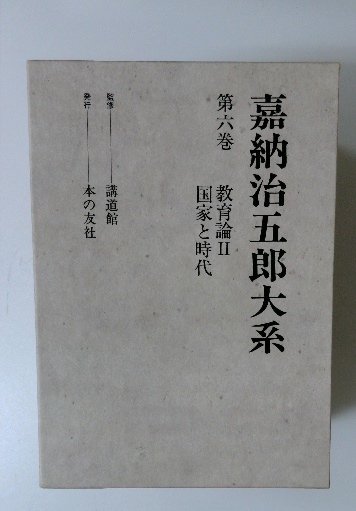 嘉納治五郎大系
第六巻 教育論II
国家と時代
監修―――講道館
発行―――本の友社